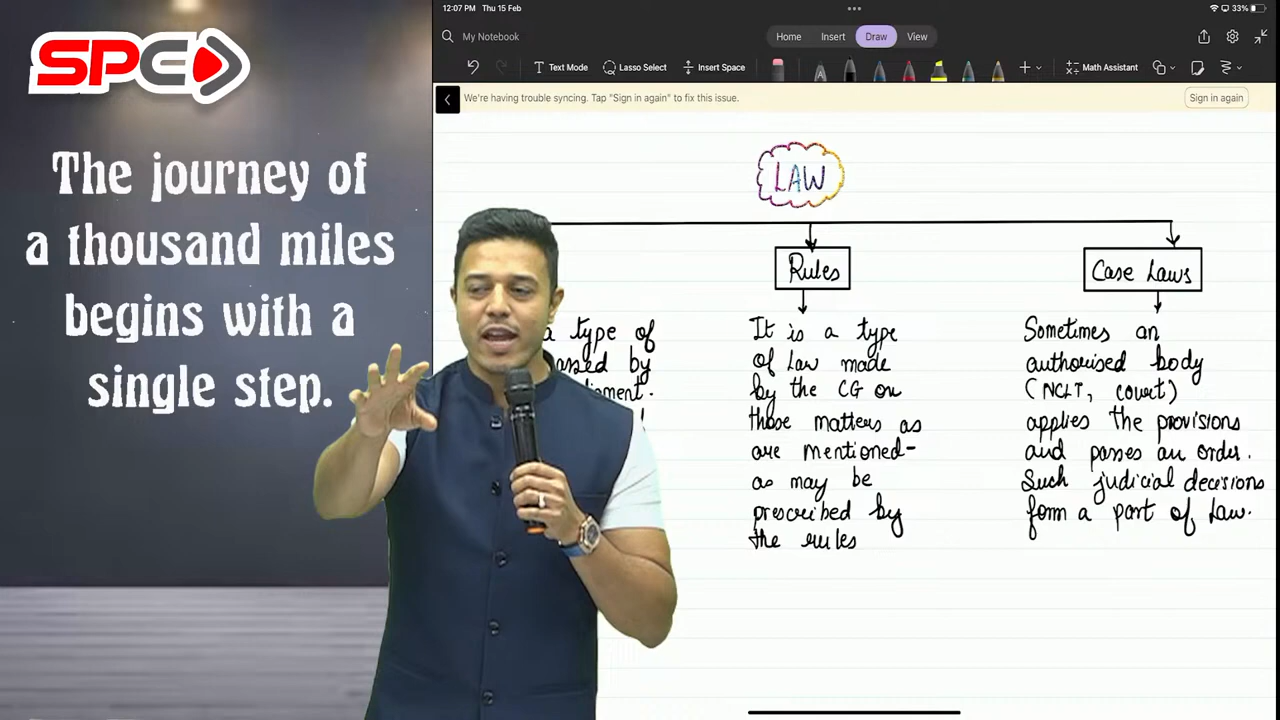 SPED
The journey of
a thousand miles
begins with a
single step.
12:07 PM Thu 15 Feb
33%
My Notebook
Home Insert Draw View
Text Mode Lasso Select Insert Space Math Assistant
We're having trouble syncing. Tap "Sign in again" to fix this issue. Sign in again
LAW
Rules
Case Laws
a type of
by
It is a type
of Law made
by the CG on
those matters as
are mentioned-
as may be
prescribed by
the rules
Sometimes an
authorised body
(NCLT, court)
applies the provisions
and passes an order.
Such judicial decisions
form a part of Law.